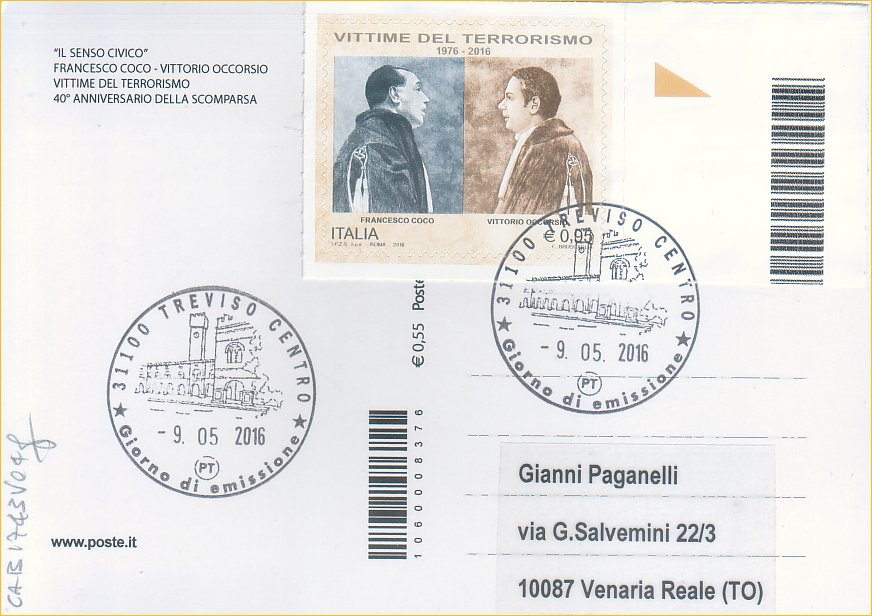 "IL SENSO CIVICO"
FRANCESCO COCO - VITTORIO OCCORSIO
VITTIME DEL TERRORISMO
40° ANNIVERSARIO DELLA SCOMPARSA
VITTIME DEL TERRORISMO
1976 - 2016
FRANCESCO COCO
VITTORIO OCCORSIO
ITALIA
€ 0,95
I.P.Z.S. S.p.A. - ROMA 2016
31100 TREVISO CENTRO
- 9. 05 2016
PT
Giorno di emissione
31100 TREVISO CENTRO
- 9. 05. 2016
PT
Giorno di emissione
€ 0,55 Poste
1060008376
www.poste.it
Gianni Paganelli
via G.Salvemini 22/3
10087 Venaria Reale (TO)